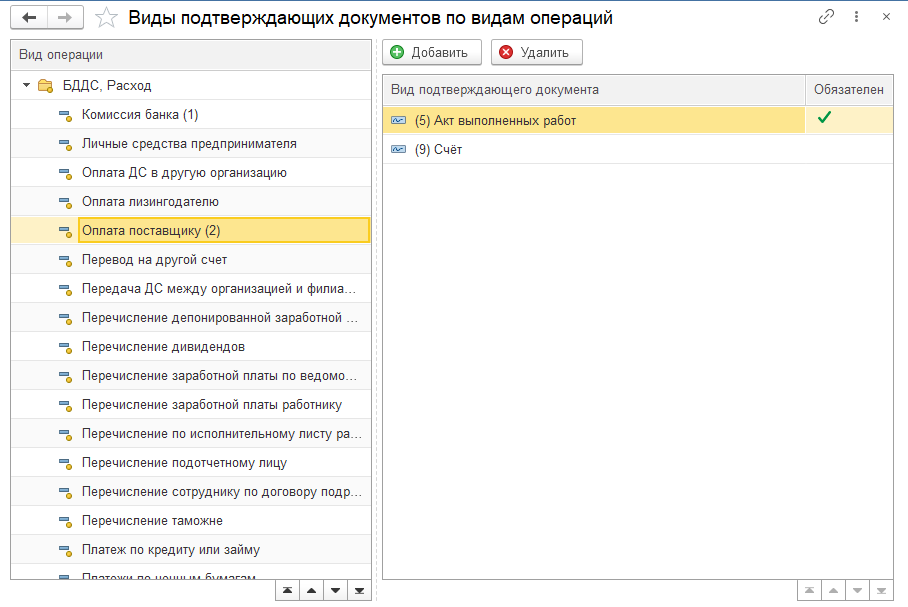 Виды подтверждающих документов по видам операций
Вид операции
БДДС, Расход
Комиссия банка (1)
Личные средства предпринимателя
Оплата ДС в другую организацию
Оплата лизингодателю
Оплата поставщику (2)
Перевод на другой счет
Передача ДС между организацией и филиа...
Перечисление депонированной заработной ...
Перечисление дивидендов
Перечисление заработной платы по ведомо...
Перечисление заработной платы работнику
Перечисление по исполнительному листу ра...
Перечисление подотчетному лицу
Перечисление сотруднику по договору подр...
Перечисление таможне
Платеж по кредиту или займу
Платежи по ценным бумагам
Добавить Удалить
Вид подтверждающего документа Обязателен
(5) Акт выполненных работ
(9) Счёт